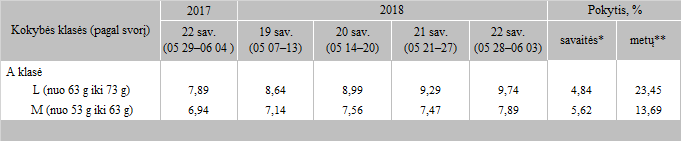 Kokybės klasės (pagal svorį) 2017 2018 Pokytis, %
22 sav. (05 29–06 04 ) 19 sav. (05 07–13) 20 sav. (05 14–20) 21 sav. (05 21–27) 22 sav. (05 28–06 03) savaitės* metų**
A klasė
L (nuo 63 g iki 73 g) 7,89 8,64 8,99 9,29 9,74 4,84 23,45
M (nuo 53 g iki 63 g) 6,94 7,14 7,56 7,47 7,89 5,62 13,69